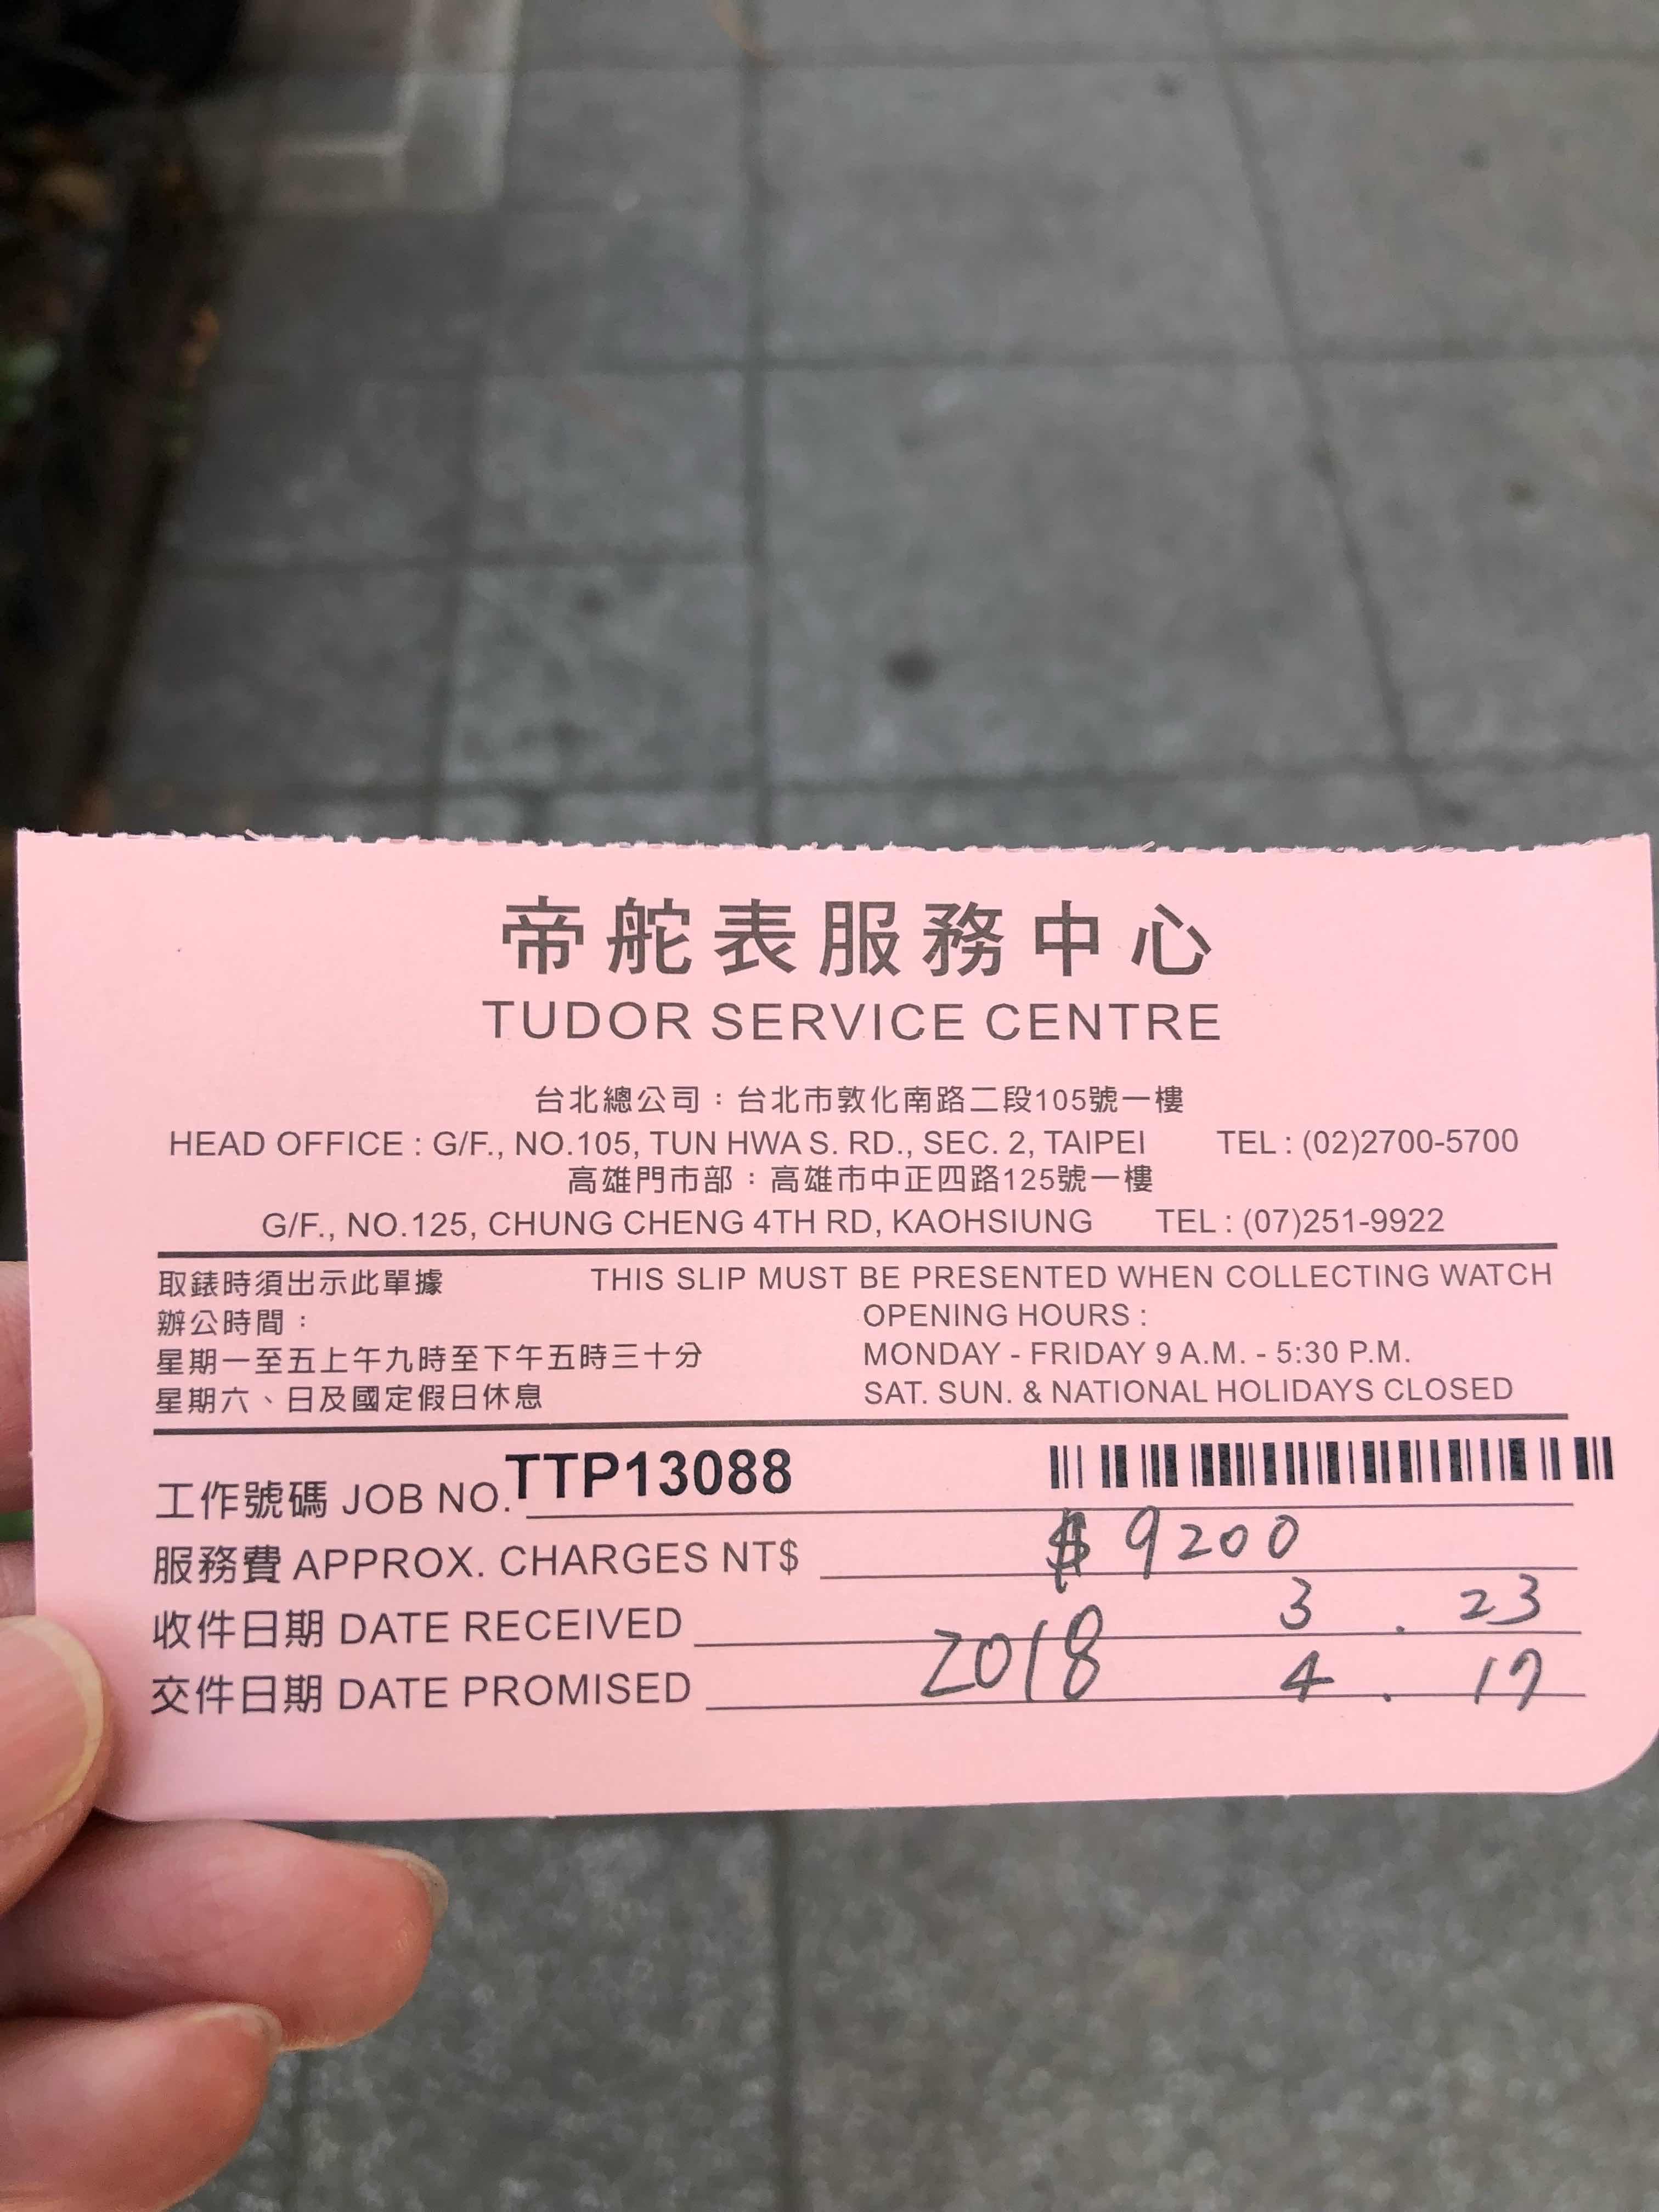 帝舵表服務中心
TUDOR SERVICE CENTRE
台北總公司：台北市敦化南路二段105號一樓
HEAD OFFICE : G/F., NO.105, TUN HWA S. RD., SEC. 2, TAIPEI TEL : (02)2700-5700
高雄門市部：高雄市中正四路125號一樓
G/F., NO.125, CHUNG CHENG 4TH RD, KAOHSIUNG TEL : (07)251-9922
取錶時須出示此單據 THIS SLIP MUST BE PRESENTED WHEN COLLECTING WATCH
辦公時間： OPENING HOURS :
星期一至五上午九時至下午五時三十分 MONDAY - FRIDAY 9 A.M. - 5:30 P.M.
星期六、日及國定假日休息 SAT. SUN. & NATIONAL HOLIDAYS CLOSED
工作號碼 JOB NO. TTP13088
服務費 APPROX. CHARGES NT$ $9200
收件日期 DATE RECEIVED 2018 3 . 23
交件日期 DATE PROMISED 4 . 17